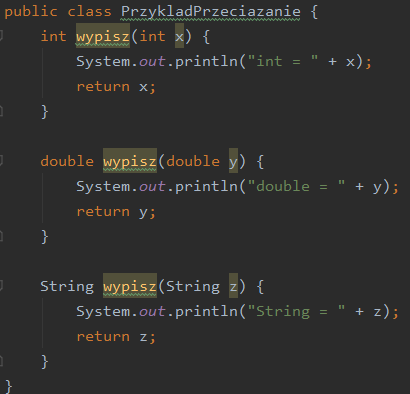 public class PrzykladPrzeciazanie {
    int wypisz(int x) {
        System.out.println("int = " + x);
        return x;
    }

    double wypisz(double y) {
        System.out.println("double = " + y);
        return y;
    }

    String wypisz(String z) {
        System.out.println("String = " + z);
        return z;
    }
}